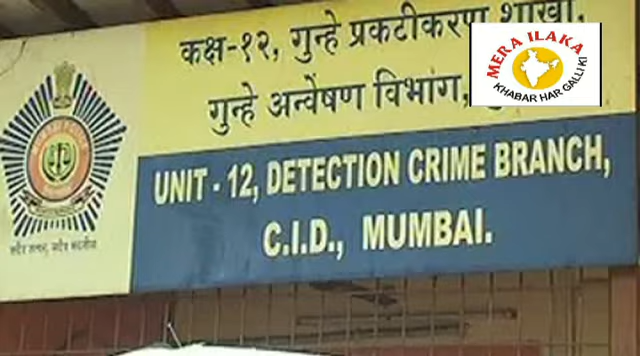 कक्ष-१२, गुन्हे प्रकटीकरण शाखा,
गुन्हे अन्वेषण विभाग,
UNIT - 12, DETECTION CRIME BRANCH,
C.I.D., MUMBAI.
MERA ILAKA
KHABAR HAR GALLI KI